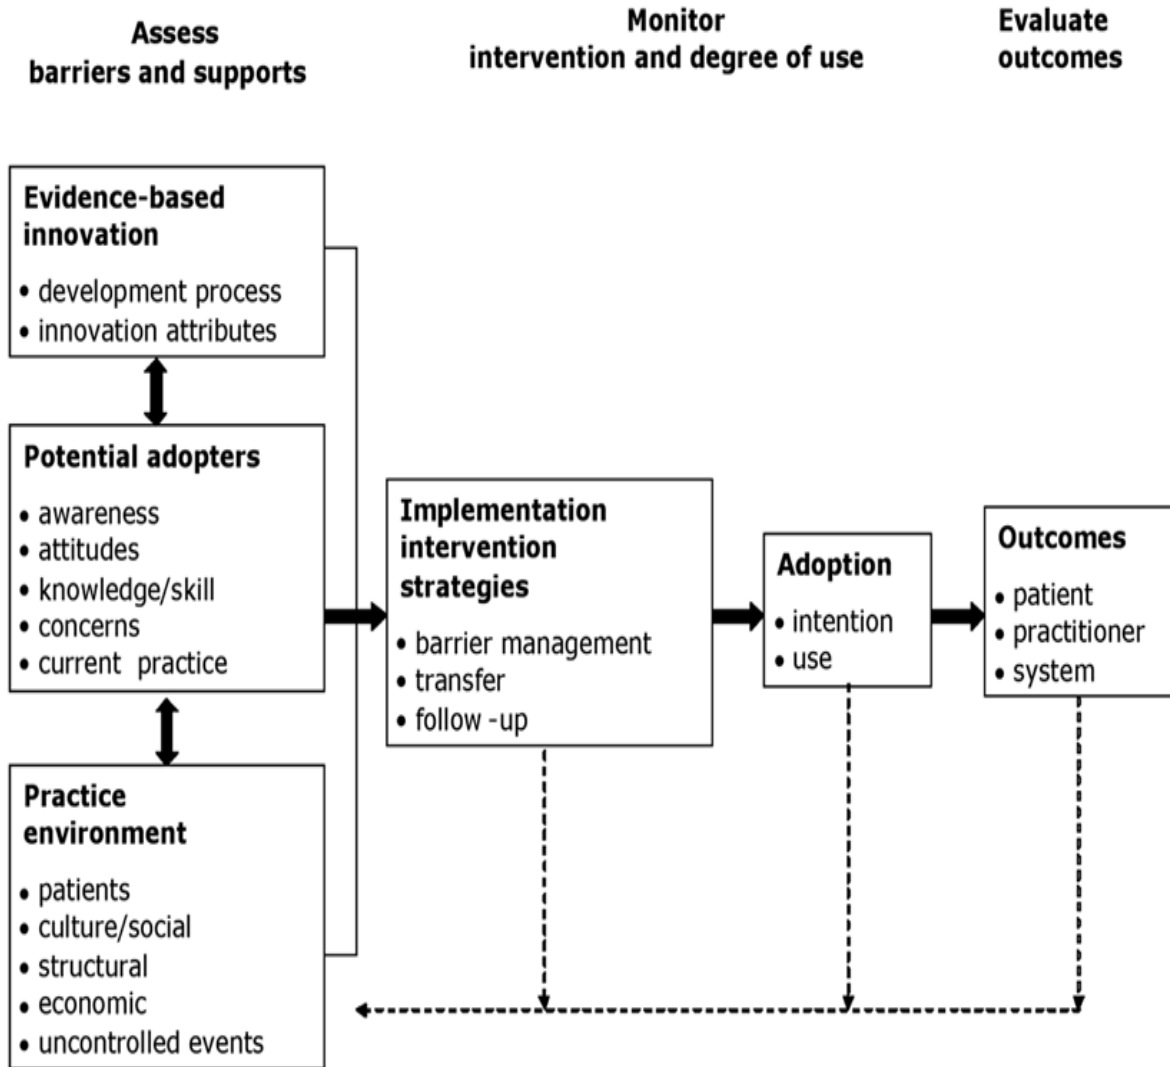 Assess
barriers and supports
Monitor
intervention and degree of use
Evaluate
outcomes
Evidence-based
innovation
• development process
• innovation attributes
Potential adopters
• awareness
• attitudes
• knowledge/skill
• concerns
• current practice
Practice
environment
• patients
• culture/social
• structural
• economic
• uncontrolled events
Implementation
intervention
strategies
• barrier management
• transfer
• follow -up
Adoption
• intention
• use
Outcomes
• patient
• practitioner
• system